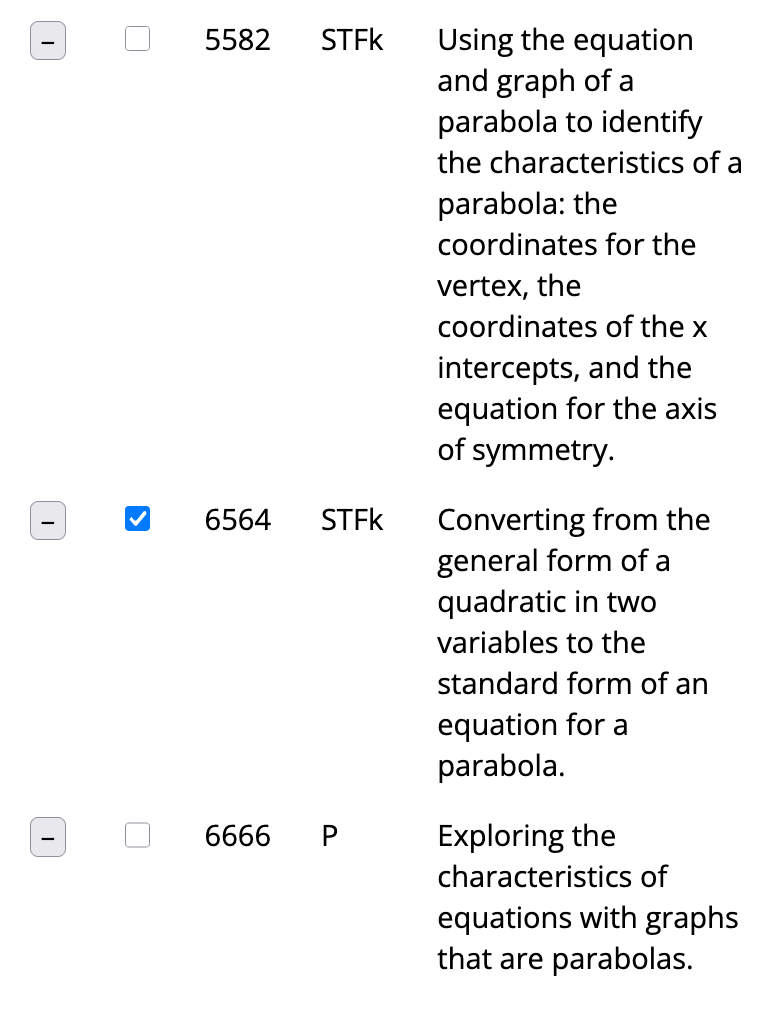 – 5582 STFk Using the equation
and graph of a
parabola to identify
the characteristics of a
parabola: the
coordinates for the
vertex, the
coordinates of the x
intercepts, and the
equation for the axis
of symmetry.
– 6564 STFk Converting from the
general form of a
quadratic in two
variables to the
standard form of an
equation for a
parabola.
– 6666 P Exploring the
characteristics of
equations with graphs
that are parabolas.